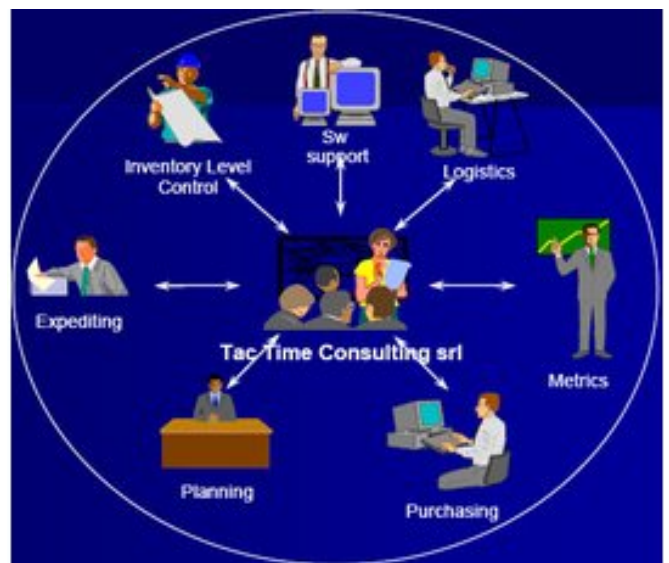 Sw
support
Inventory Level
Control
Logistics
Expediting
Tac Time Consulting srl
Metrics
Planning
Purchasing